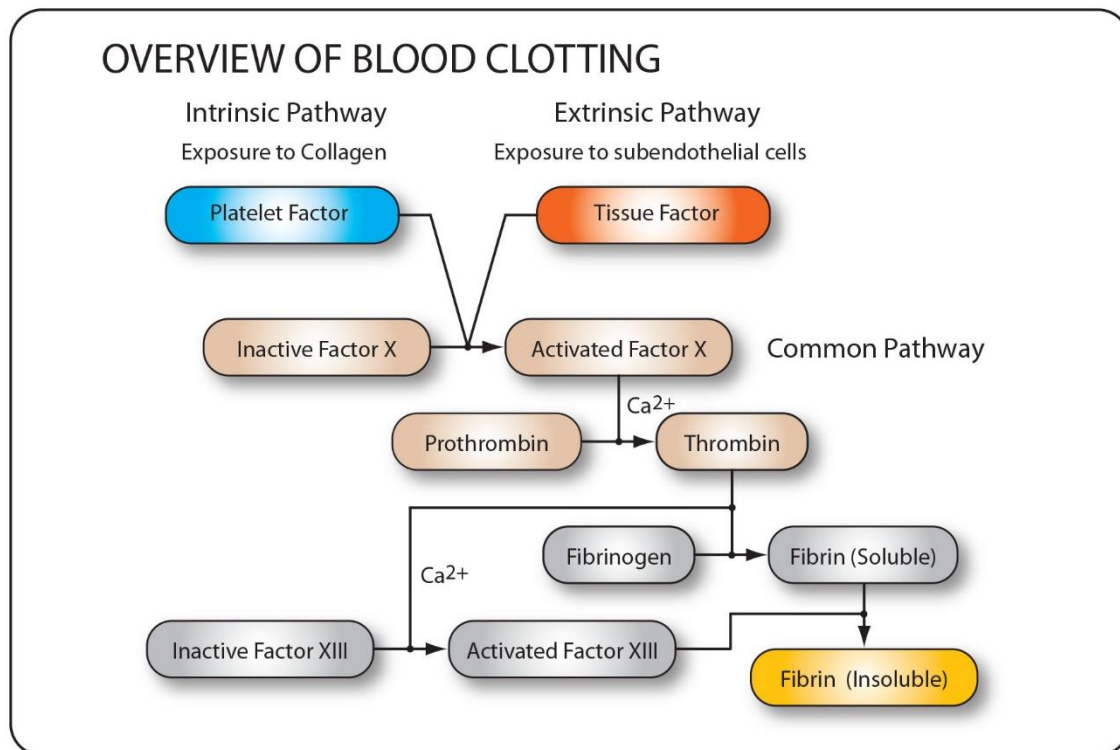 OVERVIEW OF BLOOD CLOTTING
Intrinsic Pathway
Exposure to Collagen
Extrinsic Pathway
Exposure to subendothelial cells
Platelet Factor
Tissue Factor
Inactive Factor X
Activated Factor X
Common Pathway
Ca2+
Prothrombin
Thrombin
Fibrinogen
Fibrin (Soluble)
Ca2+
Inactive Factor XIII
Activated Factor XIII
Fibrin (Insoluble)